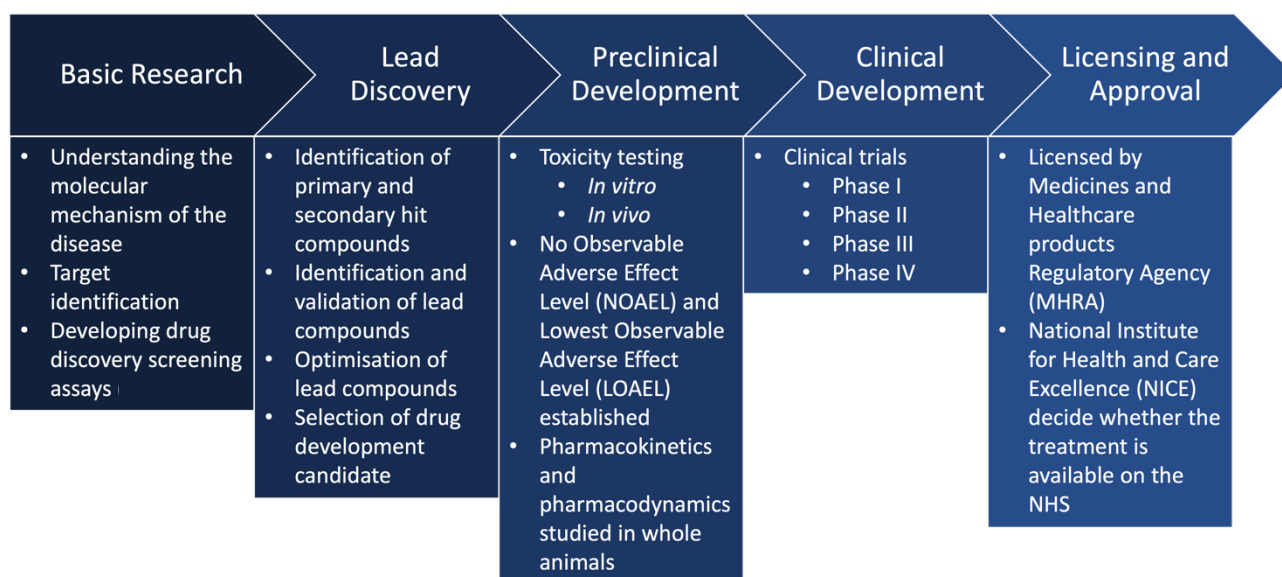 Basic Research
Lead
Discovery
Preclinical
Development
Clinical
Development
Licensing and
Approval
• Understanding the
molecular
mechanism of the
disease
• Target
identification
• Developing drug
discovery screening
assays (
• Identification of
primary and
secondary hit
compounds
• Identification and
validation of lead
compounds
• Optimisation of
lead compounds
• Selection of drug
development
candidate
• Toxicity testing
• In vitro
• In vivo
• No Observable
Adverse Effect
Level (NOAEL) and
Lowest Observable
Adverse Effect
Level (LOAEL)
established
• Pharmacokinetics
and
pharmacodynamics
studied in whole
animals
• Clinical trials
• Phase I
• Phase II
• Phase III
• Phase IV
• Licensed by
Medicines and
Healthcare
products
Regulatory Agency
(MHRA)
• National Institute
for Health and Care
Excellence (NICE)
decide whether the
treatment is
available on the
NHS